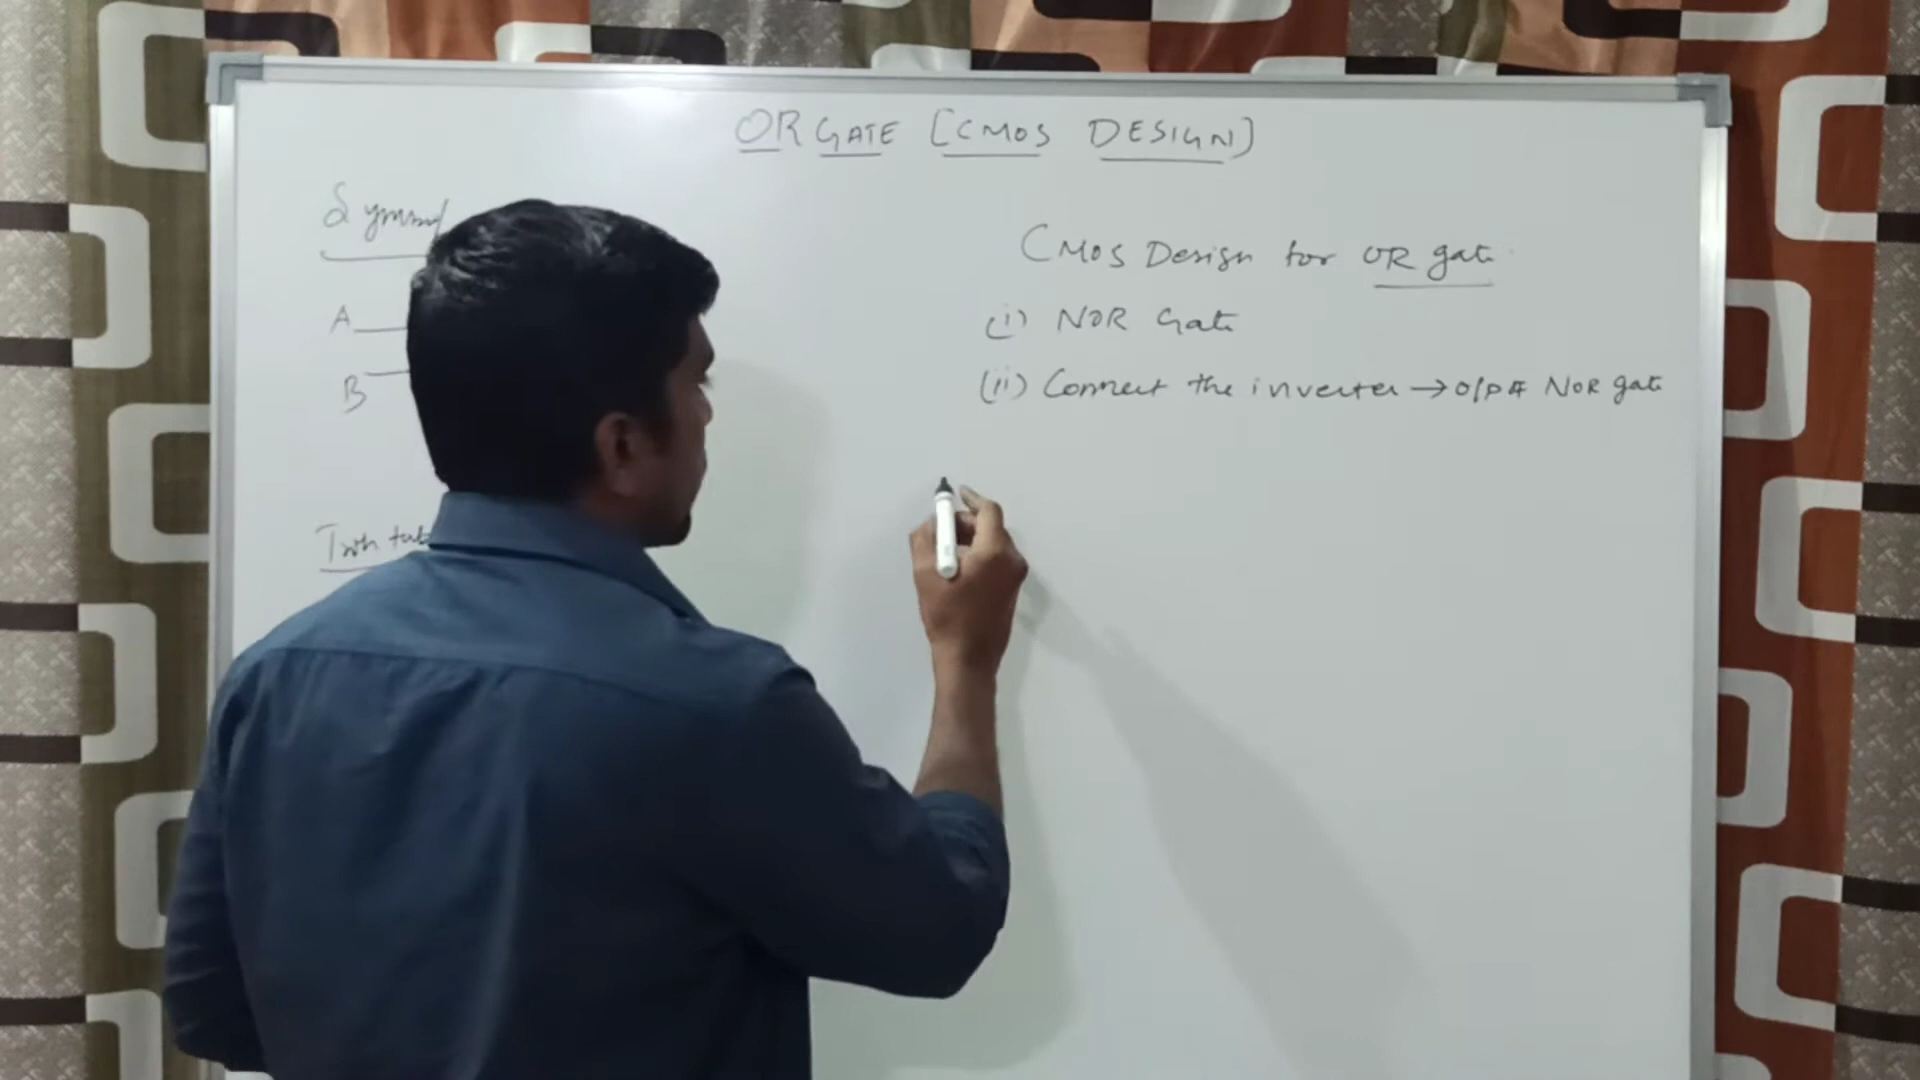 OR GATE [CMOS DESIGN]
A
B
CMOS Design for OR gate
(i) NOR Gate
(ii) Connect the inverter → O/P of NOR gate